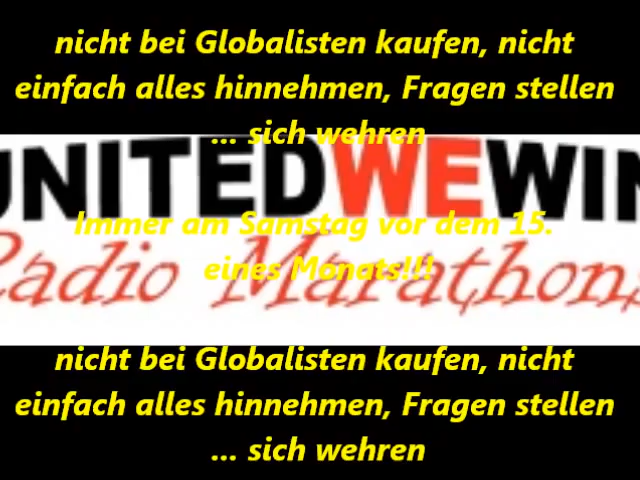 nicht bei Globalisten kaufen, nicht
einfach alles hinnehmen, Fragen stellen
... sich wehren
UNITEDWEWIN
Immer am Samstag vor dem 15.
eines Monats!!!
Radio Marathons
nicht bei Globalisten kaufen, nicht
einfach alles hinnehmen, Fragen stellen
... sich wehren